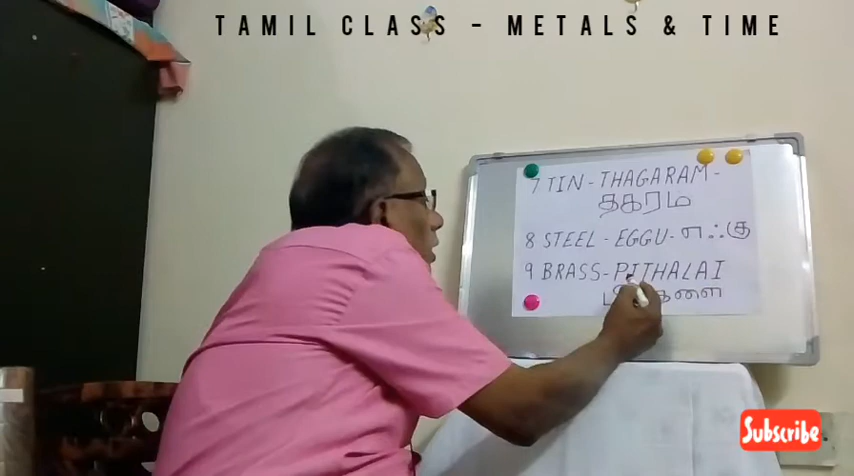 TAMIL CLASS - METALS & TIME
7 TIN - THAGARAM -
தகரம
8 STEEL - EGGU - எஃகு
9 BRASS - PITHALAI
Subscribe